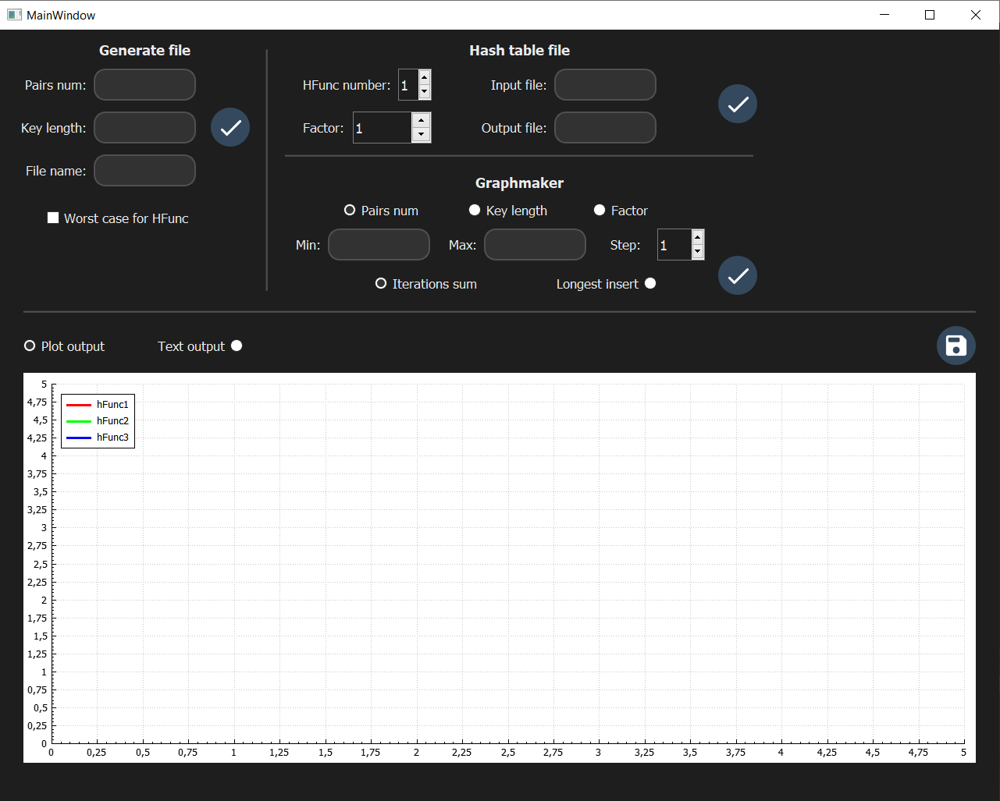 MainWindow
Generate file
Pairs num:
Key length:
File name:
Worst case for HFunc
Hash table file
HFunc number: 1
Input file:
Factor: 1
Output file:
Graphmaker
Pairs num
Key length
Factor
Min:
Max:
Step: 1
Iterations sum
Longest insert
Plot output
Text output
hFunc1
hFunc2
hFunc3
5
4,75
4,5
4,25
4
3,75
3,5
3,25
3
2,75
2,5
2,25
2
1,75
1,5
1,25
1
0,75
0,5
0,25
0
0 0,25 0,5 0,75 1 1,25 1,5 1,75 2 2,25 2,5 2,75 3 3,25 3,5 3,75 4 4,25 4,5 4,75 5